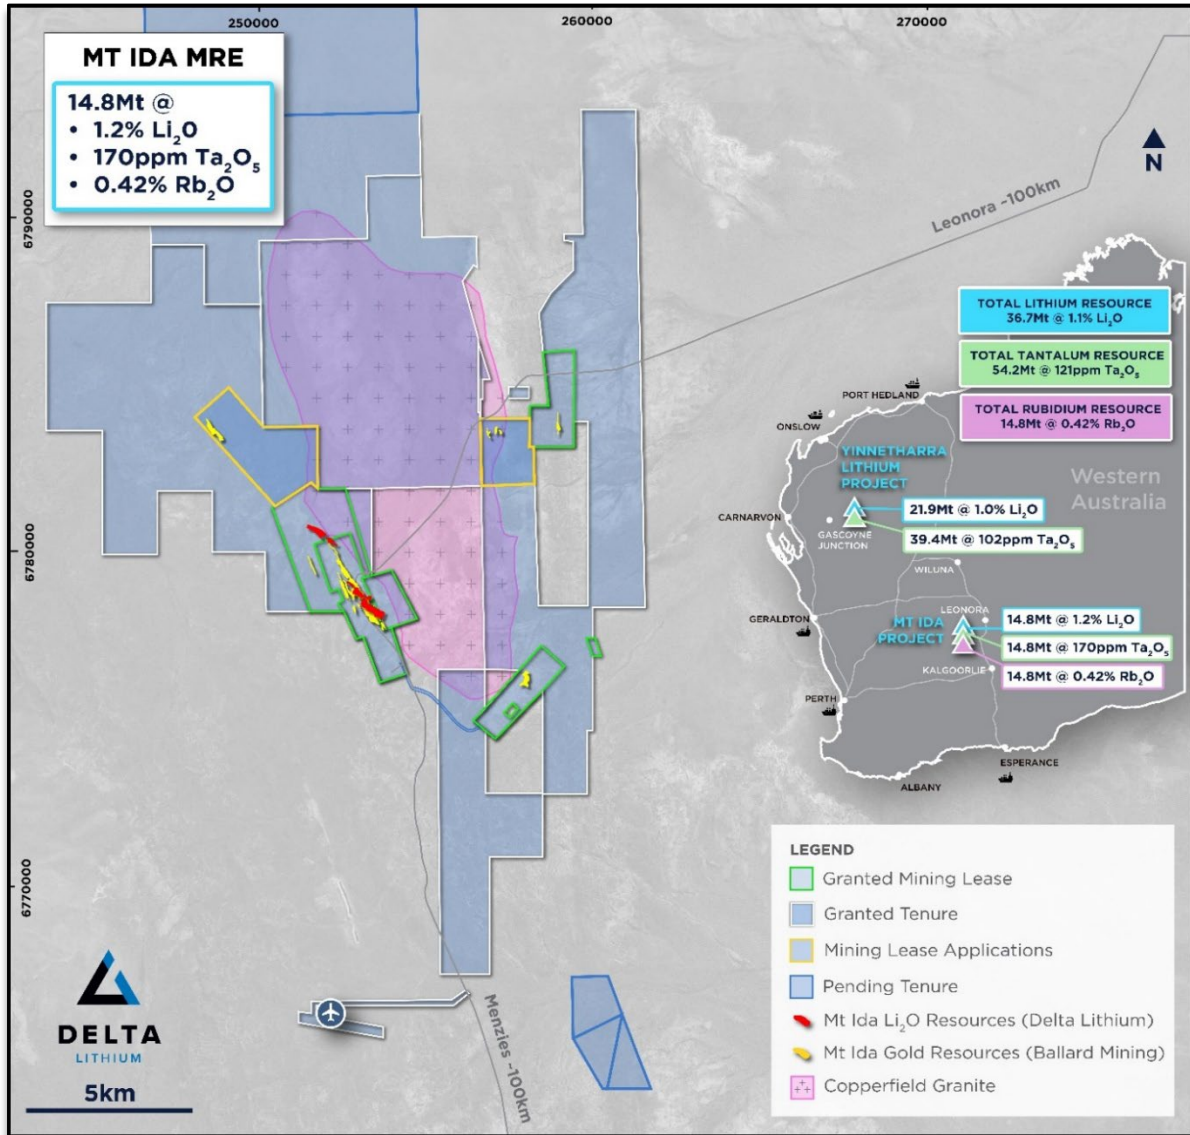 250000
260000
270000
MT IDA MRE
14.8Mt @
• 1.2% Li₂O
• 170ppm Ta₂O₅
• 0.42% Rb₂O
N
6790000
6780000
6770000
Leonora ~100km
TOTAL LITHIUM RESOURCE
36.7Mt @ 1.1% Li₂O
TOTAL TANTALUM RESOURCE
54.2Mt @ 121ppm Ta₂O₅
TOTAL RUBIDIUM RESOURCE
14.8Mt @ 0.42% Rb₂O
PORT HEDLAND
ONSLOW
YINNETHARRA
LITHIUM
PROJECT
Western
Australia
21.9Mt @ 1.0% Li₂O
39.4Mt @ 102ppm Ta₂O₅
CARNARVON
GASCOYNE
JUNCTION
WILUNA
LEONORA
GERALDTON
MT IDA
PROJECT
14.8Mt @ 1.2% Li₂O
14.8Mt @ 170ppm Ta₂O₅
14.8Mt @ 0.42% Rb₂O
KALGOORLIE
PERTH
ESPERANCE
ALBANY
LEGEND
Granted Mining Lease
Granted Tenure
Mining Lease Applications
Pending Tenure
Mt Ida Li₂O Resources (Delta Lithium)
Mt Ida Gold Resources (Ballard Mining)
Copperfield Granite
Menzies ~100km
DELTA
LITHIUM
5km